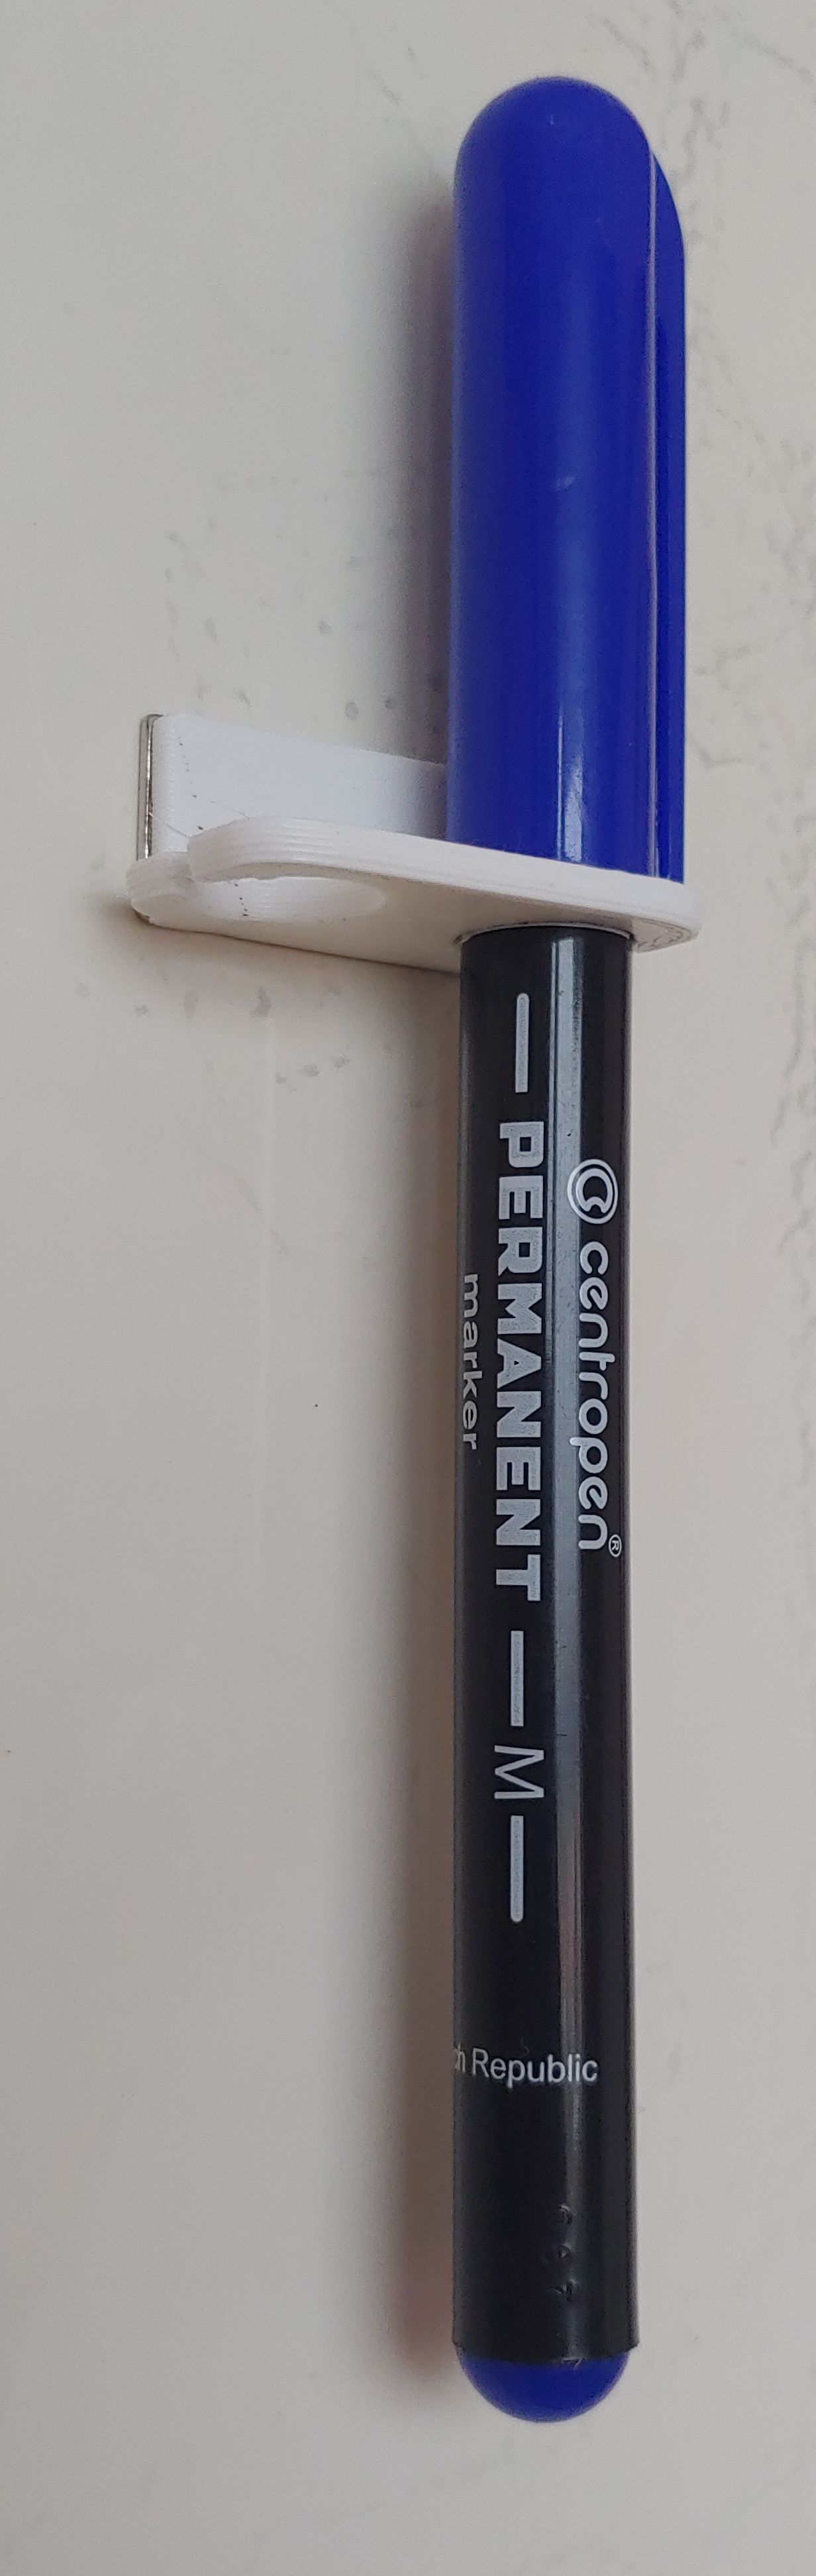 centropen®
— PERMANENT — M —
marker
Republic